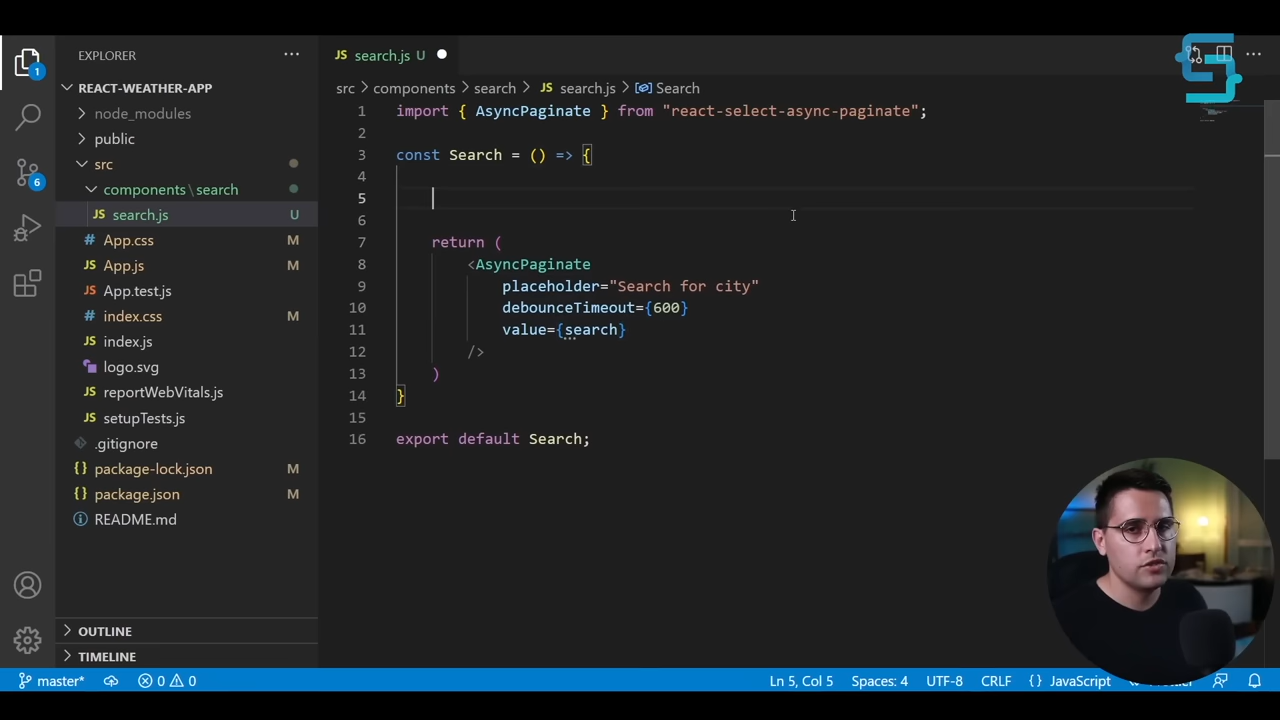 EXPLORER
REACT-WEATHER-APP
node_modules
public
src
components\search
JS search.js U
# App.css M
JS App.js M
JS App.test.js
# index.css M
JS index.js
logo.svg
JS reportWebVitals.js
JS setupTests.js
.gitignore
{} package-lock.json M
{} package.json M
README.md
OUTLINE
TIMELINE
1
6
JS search.js U
src > components > search > JS search.js > Search
1 import { AsyncPaginate } from "react-select-async-paginate";
2
3 const Search = () => {
4
5
6
7 return (
8 <AsyncPaginate
9 placeholder="Search for city"
10 debounceTimeout={600}
11 value={search}
12 />
13 )
14 }
15
16 export default Search;
master* 0 0 Ln 5, Col 5 Spaces: 4 UTF-8 CRLF {} JavaScript